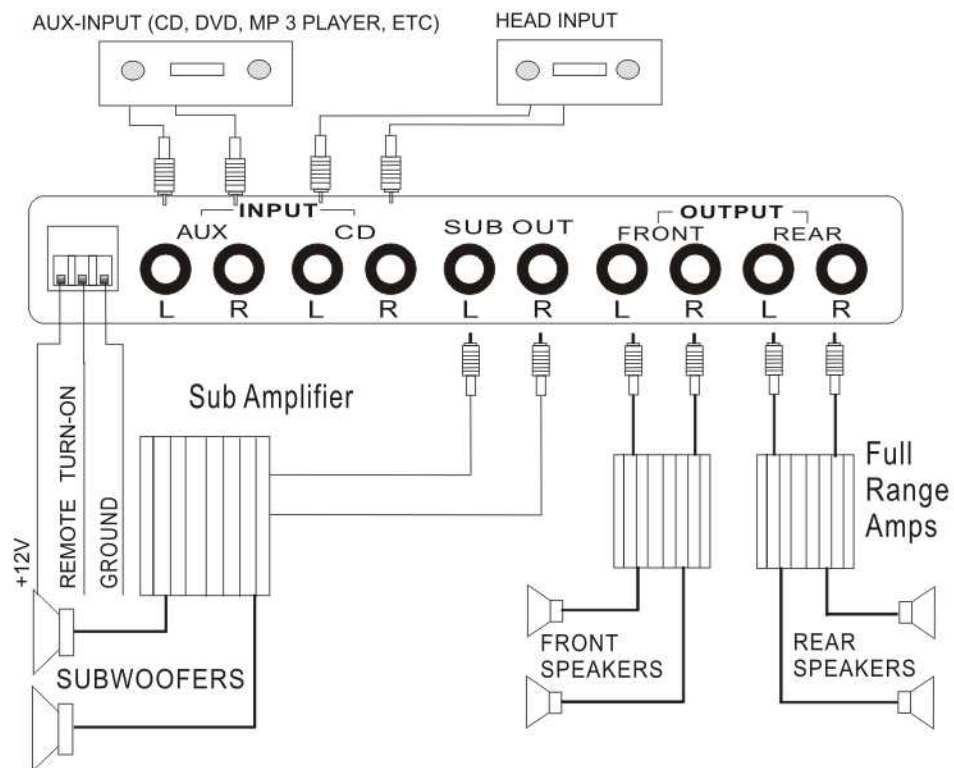 AUX-INPUT (CD, DVD, MP 3 PLAYER, ETC)
HEAD INPUT
INPUT
AUX
CD
SUB OUT
OUTPUT
FRONT
REAR
L R L R L R L R L R
Sub Amplifier
+12V
REMOTE TURN-ON
GROUND
Full
Range
Amps
SUBWOOFERS
FRONT
SPEAKERS
REAR
SPEAKERS